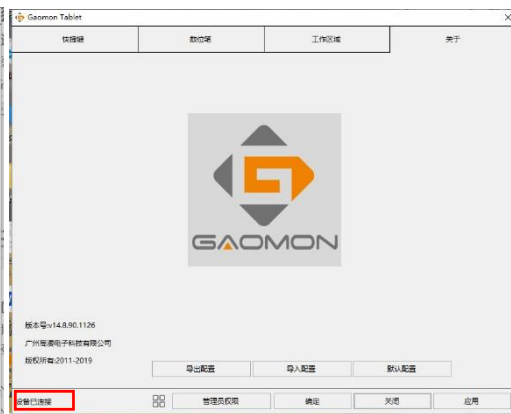 Gaomon Tablet
快捷键 数位笔 工作区域 关于
GAOMON
版本号:v14.8.90.1126
广州高漫电子科技有限公司
版权所有:2011-2019
导出配置 导入配置 默认配置
设备已连接 管理员权限 确定 关闭 应用